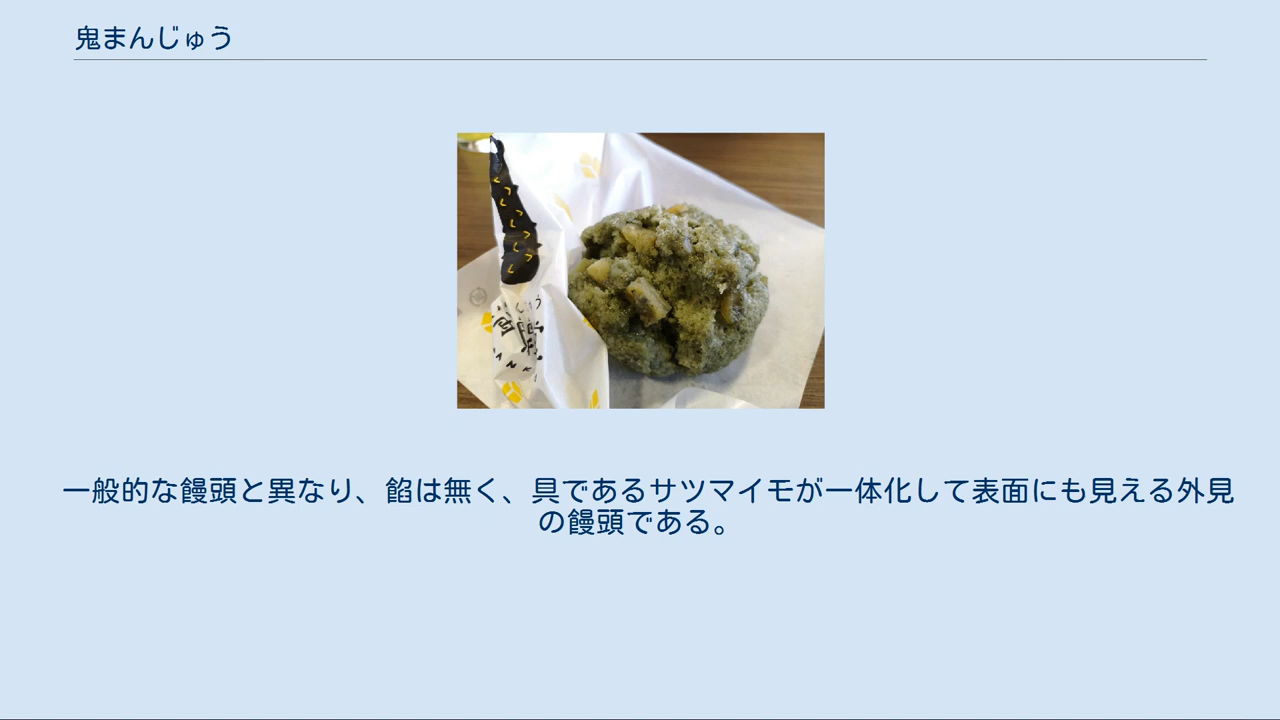 鬼まんじゅう
一般的な饅頭と異なり、餡は無く、具であるサツマイモが一体化して表面にも見える外見
の饅頭である。